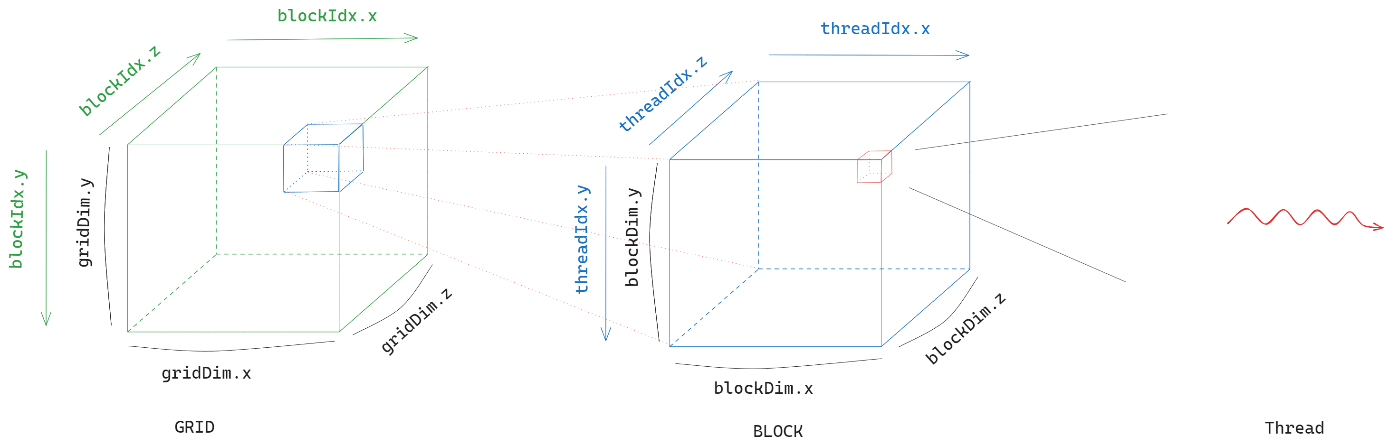 blockIdx.x
blockIdx.z
blockIdx.y
gridDim.y
gridDim.z
gridDim.x
GRID
threadIdx.x
threadIdx.z
threadIdx.y
blockDim.y
blockDim.z
blockDim.x
BLOCK
Thread